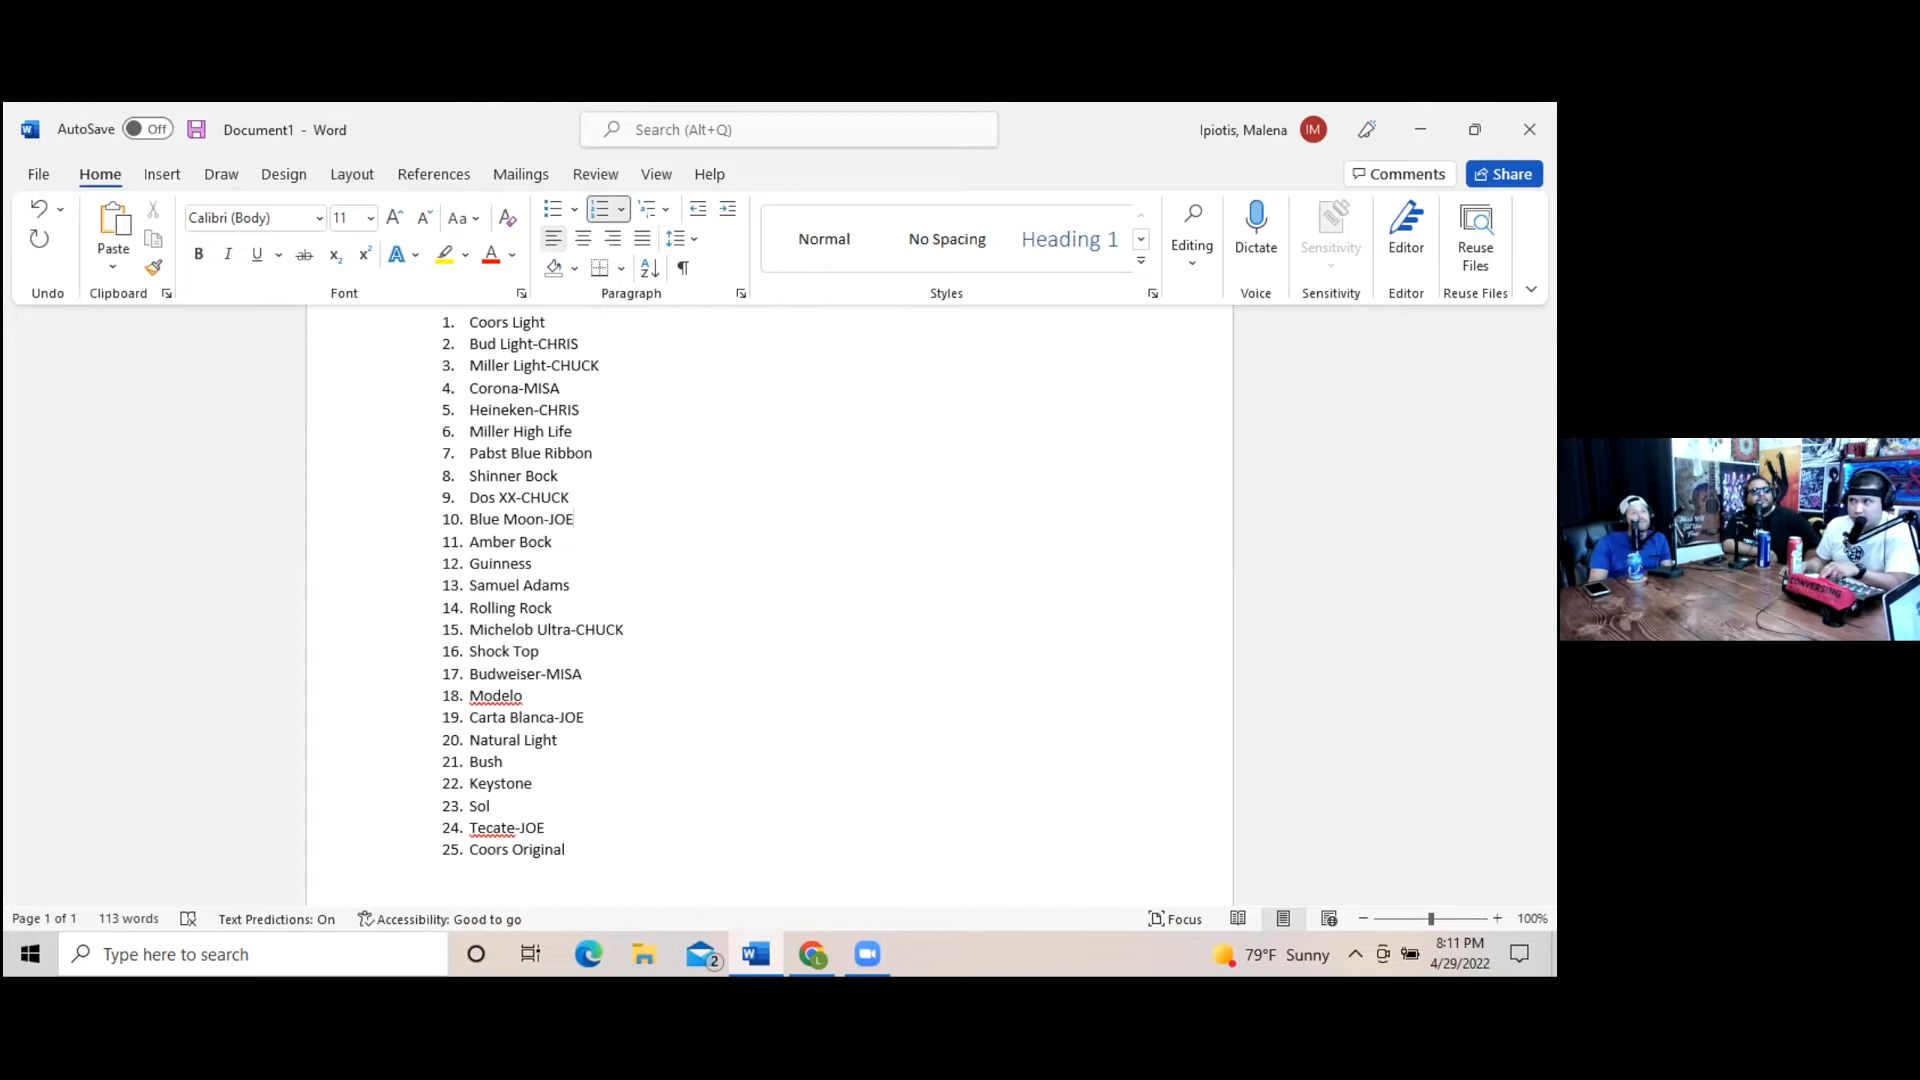 AutoSave Off Document1 - Word Search (Alt+Q) Ipiotis, Malena IM
File Home Insert Draw Design Layout References Mailings Review View Help Comments Share
Calibri (Body) 11 Aa
Paste
B I U ab x₂ x² A A
Normal No Spacing Heading 1
Editing Dictate Sensitivity Editor Reuse Files
Undo Clipboard Font Paragraph Styles Voice Sensitivity Editor Reuse Files
1. Coors Light
2. Bud Light-CHRIS
3. Miller Light-CHUCK
4. Corona-MISA
5. Heineken-CHRIS
6. Miller High Life
7. Pabst Blue Ribbon
8. Shinner Bock
9. Dos XX-CHUCK
10. Blue Moon-JOE
11. Amber Bock
12. Guinness
13. Samuel Adams
14. Rolling Rock
15. Michelob Ultra-CHUCK
16. Shock Top
17. Budweiser-MISA
18. Modelo
19. Carta Blanca-JOE
20. Natural Light
21. Bush
22. Keystone
23. Sol
24. Tecate-JOE
25. Coors Original
CONVERSING
Page 1 of 1 113 words Text Predictions: On Accessibility: Good to go Focus 100%
Type here to search 2 79°F Sunny 8:11 PM
4/29/2022